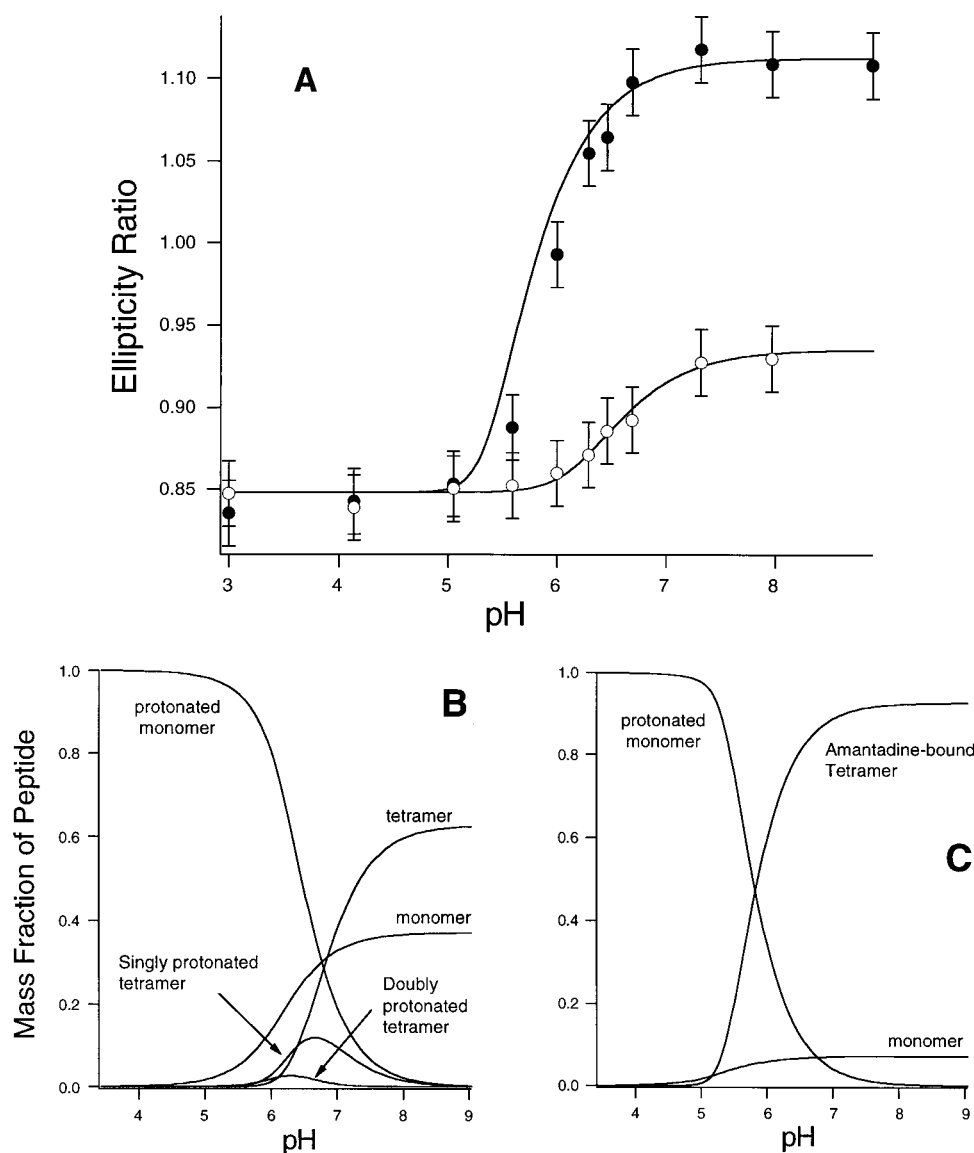 A
Ellipticity Ratio
1.10
1.05
1.00
0.95
0.90
0.85
3 4 5 6 7 8
pH
B
Mass Fraction of Peptide
1.0
0.8
0.6
0.4
0.2
0.0
protonated
monomer
tetramer
monomer
Singly protonated
tetramer
Doubly
protonated
tetramer
4 5 6 7 8 9
pH
C
1.0
0.8
0.6
0.4
0.2
0.0
protonated
monomer
Amantadine-bound
Tetramer
monomer
4 5 6 7 8 9
pH